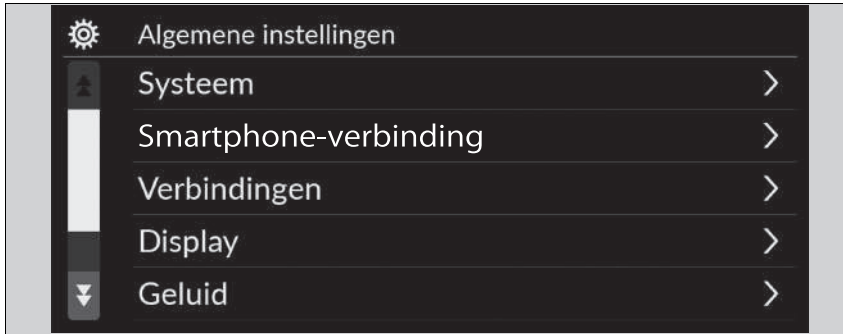 Algemene instellingen
Systeem
Smartphone-verbinding
Verbindingen
Display
Geluid